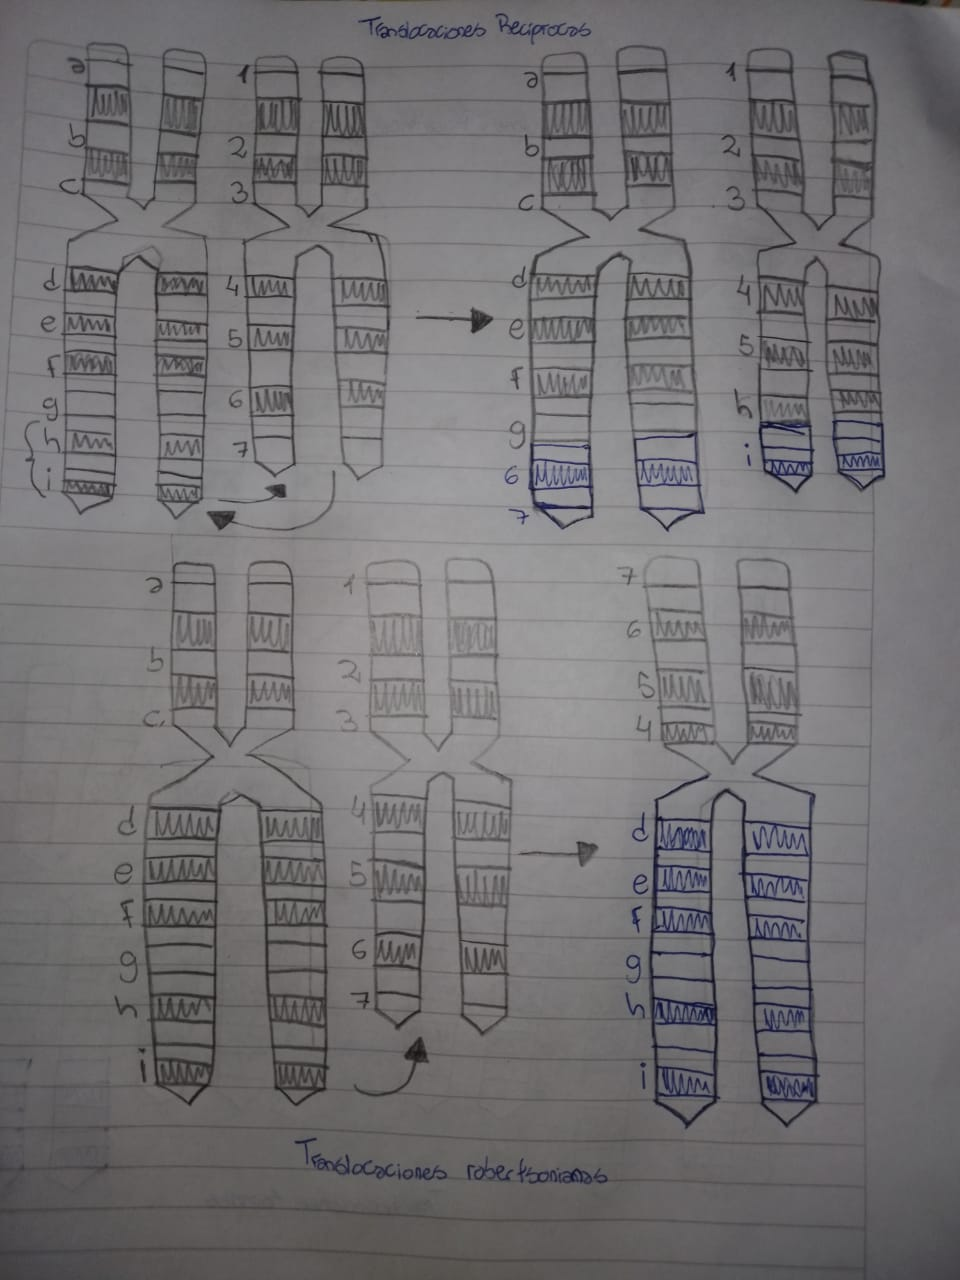 Translocaciones Reciprocas
a 1 a 1
b 2 b 2
c 3 c 3
d 4 d 4
e 5 e 5
f 6 f h
g 7 g i
h 6
i 7
a 1 7
b 2 6
c. 3 5
4
d 4 d
e 5 e
f f
g 6 g
h 7 h
i i
Translocaciones robertsonianas